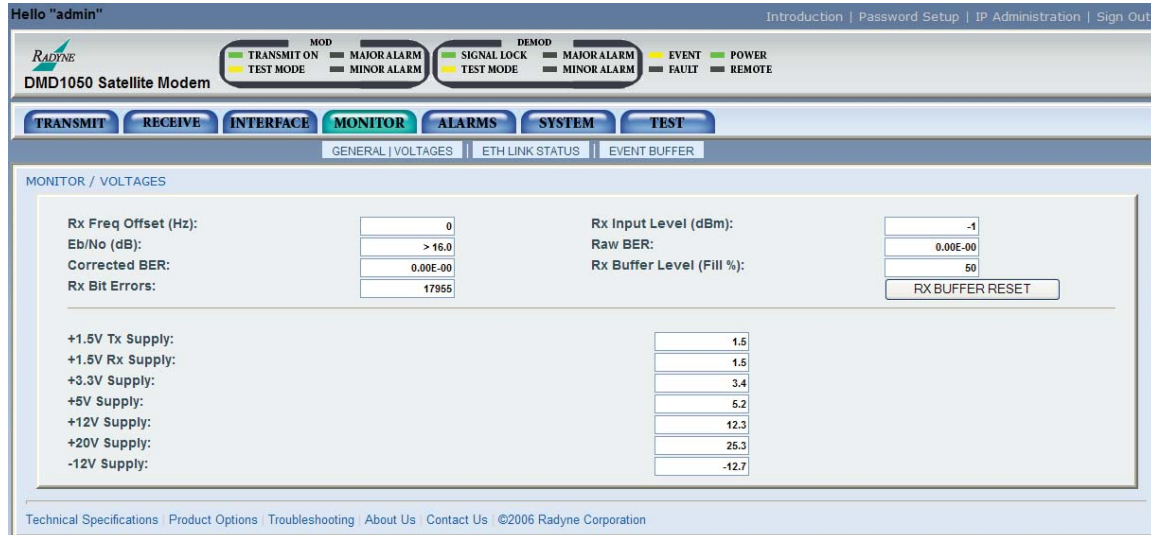 Hello "admin"
Introduction | Password Setup | IP Administration | Sign Out
RADYNE
DMD1050 Satellite Modem
MOD
TRANSMIT ON MAJOR ALARM
TEST MODE MINOR ALARM
DEMOD
SIGNAL LOCK MAJOR ALARM
TEST MODE MINOR ALARM
EVENT POWER
FAULT REMOTE
TRANSMIT RECEIVE INTERFACE MONITOR ALARMS SYSTEM TEST
GENERAL | VOLTAGES | ETH LINK STATUS | EVENT BUFFER
MONITOR / VOLTAGES
Rx Freq Offset (Hz): 0 Rx Input Level (dBm): -1
Eb/No (dB): > 16.0 Raw BER: 0.00E-00
Corrected BER: 0.00E-00 Rx Buffer Level (Fill %): 50
Rx Bit Errors: 17955 RX BUFFER RESET
+1.5V Tx Supply: 1.5
+1.5V Rx Supply: 1.5
+3.3V Supply: 3.4
+5V Supply: 5.2
+12V Supply: 12.3
+20V Supply: 25.3
-12V Supply: -12.7
Technical Specifications | Product Options | Troubleshooting | About Us | Contact Us | ©2006 Radyne Corporation